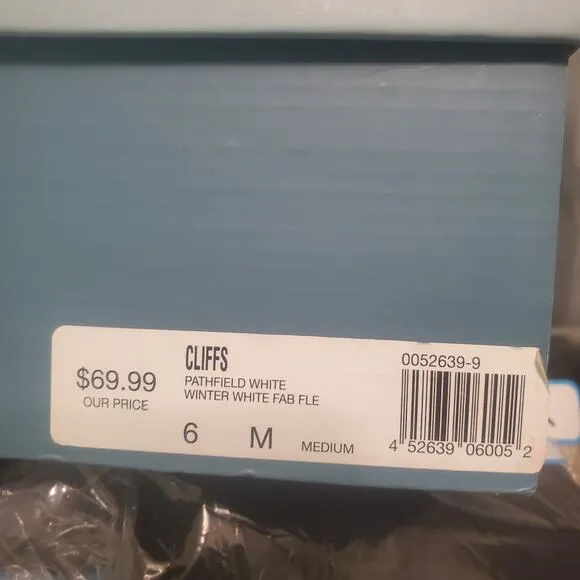 $69.99
OUR PRICE
CLIFFS
PATHFIELD WHITE
WINTER WHITE FAB FLE
6 M MEDIUM
0052639-9
4 52639 06005 2